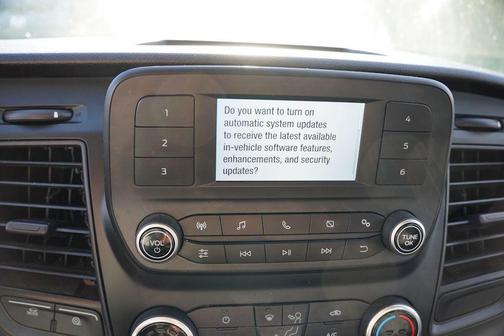 Do you want to turn on
automatic system updates
to receive the latest available
in-vehicle software features,
enhancements, and security
updates?
1
2
3
4
5
6
VOL
TUNE
OK